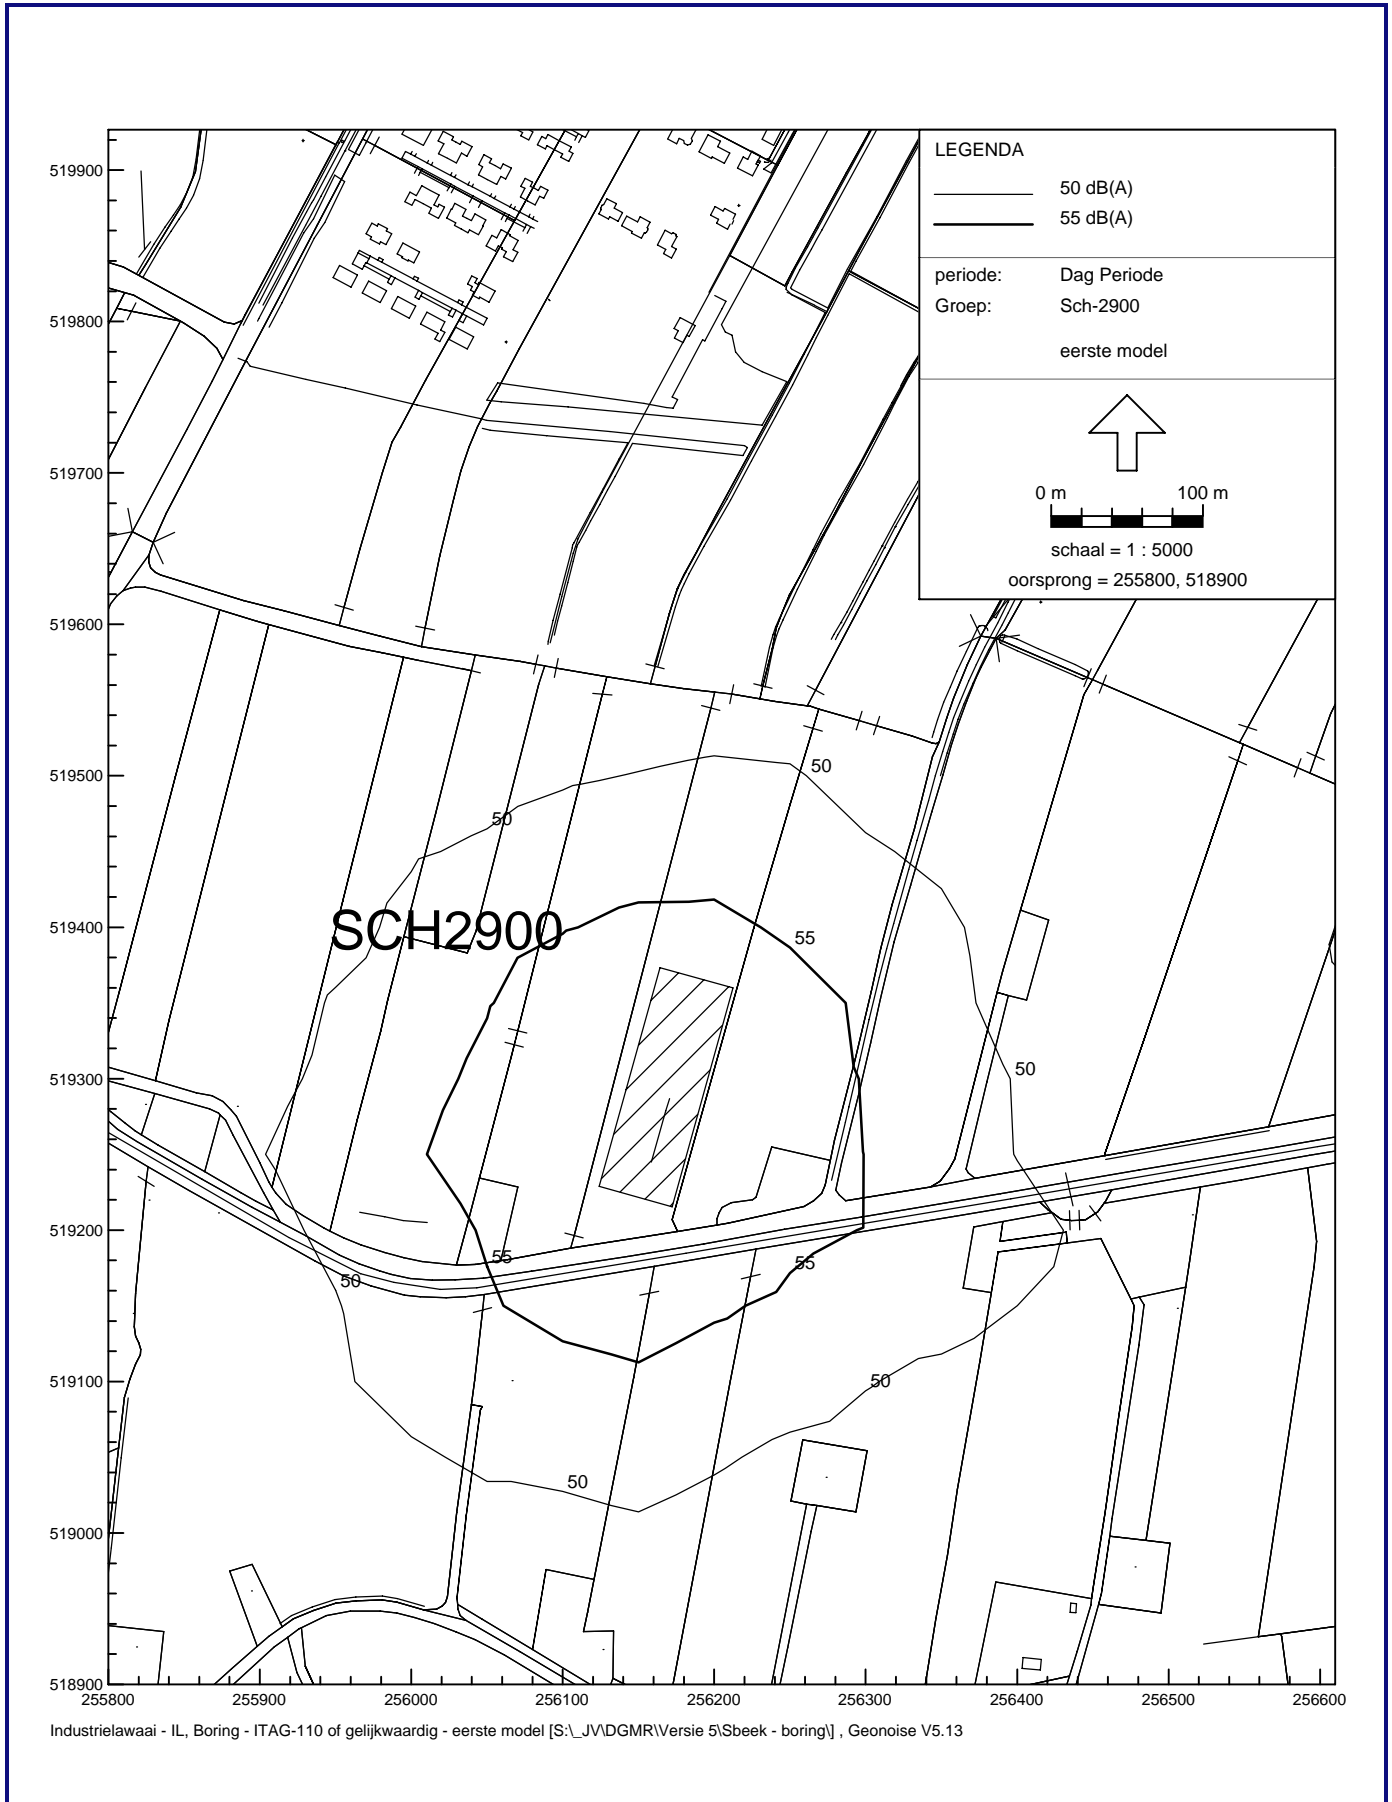 LEGENDA
50 dB(A)
55 dB(A)
periode: Dag Periode
Groep: Sch-2900
eerste model
0 m 100 m
schaal = 1 : 5000
oorsprong = 255800, 518900
519900
519800
519700
519600
519500
519400
519300
519200
519100
519000
518900
50
50
SCH2900
55
50
55
55
50
50
50
255800 255900 256000 256100 256200 256300 256400 256500 256600
Industrielawaai - IL, Boring - ITAG-110 of gelijkwaardig - eerste model [S:\_JV\DGMR\Versie 5\Sbeek - boring\] , Geonoise V5.13